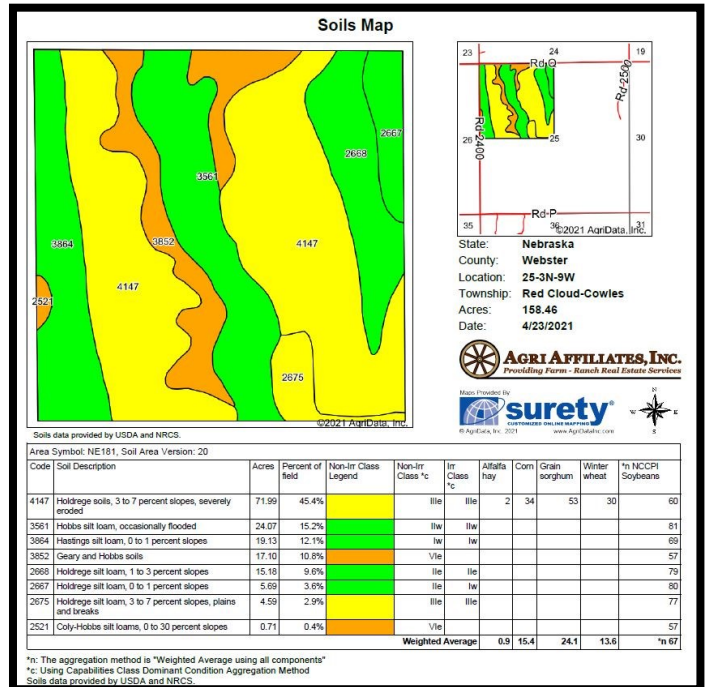 Soils Map
2667
2668
3561
3864
3852
4147
4147
2521
2675
©2021 AgriData, Inc.
Soils data provided by USDA and NRCS.
23 24 19
Rd-Q
Rd-2500
Rd-2400
26 25 30
Rd-P
35 36 31
©2021 AgriData, Inc.
State: Nebraska
County: Webster
Location: 25-3N-9W
Township: Red Cloud-Cowles
Acres: 158.46
Date: 4/23/2021
AGRI AFFILIATES, INC.
Providing Farm - Ranch Real Estate Services
Maps Provided By
surety®
CUSTOMIZED ONLINE MAPPING
© AgriData, Inc. 2021 www.AgriDataInc.com
N
W E
S
Area Symbol: NE181, Soil Area Version: 20
Code Soil Description Acres Percent of field Non-Irr Class Legend Non-Irr Class *c Irr Class *c Alfalfa hay Corn Grain sorghum Winter wheat *n NCCPI Soybeans
4147 Holdrege soils, 3 to 7 percent slopes, severely eroded 71.99 45.4% IIIe IIIe 2 34 53 30 60
3561 Hobbs silt loam, occasionally flooded 24.07 15.2% IIw IIw 81
3864 Hastings silt loam, 0 to 1 percent slopes 19.13 12.1% Iw Iw 69
3852 Geary and Hobbs soils 17.10 10.8% VIe 57
2668 Holdrege silt loam, 1 to 3 percent slopes 15.18 9.6% IIe IIe 79
2667 Holdrege silt loam, 0 to 1 percent slopes 5.69 3.6% IIe Iw 80
2675 Holdrege silt loam, 3 to 7 percent slopes, plains and breaks 4.59 2.9% IIIe IIIe 77
2521 Coly-Hobbs silt loams, 0 to 30 percent slopes 0.71 0.4% VIe 57
Weighted Average 0.9 15.4 24.1 13.6 *n 67
*n: The aggregation method is "Weighted Average using all components"
*c: Using Capabilities Class Dominant Condition Aggregation Method
Soils data provided by USDA and NRCS.